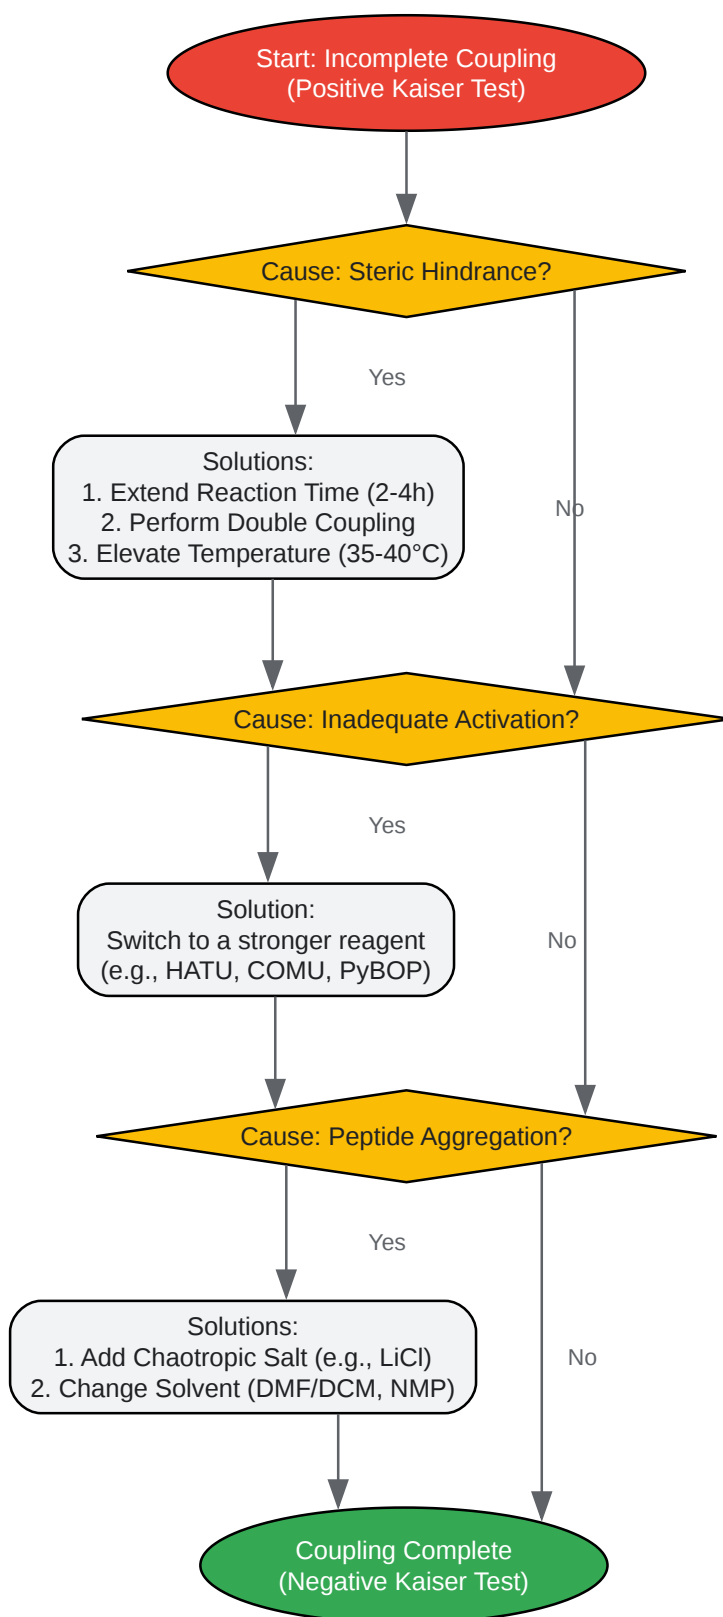 Start: Incomplete Coupling
(Positive Kaiser Test)
Cause: Steric Hindrance?
Yes
Solutions:
1. Extend Reaction Time (2-4h)
2. Perform Double Coupling
3. Elevate Temperature (35-40°C)
No
Cause: Inadequate Activation?
Yes
Solution:
Switch to a stronger reagent
(e.g., HATU, COMU, PyBOP)
No
Cause: Peptide Aggregation?
Yes
Solutions:
1. Add Chaotropic Salt (e.g., LiCl)
2. Change Solvent (DMF/DCM, NMP)
No
Coupling Complete
(Negative Kaiser Test)